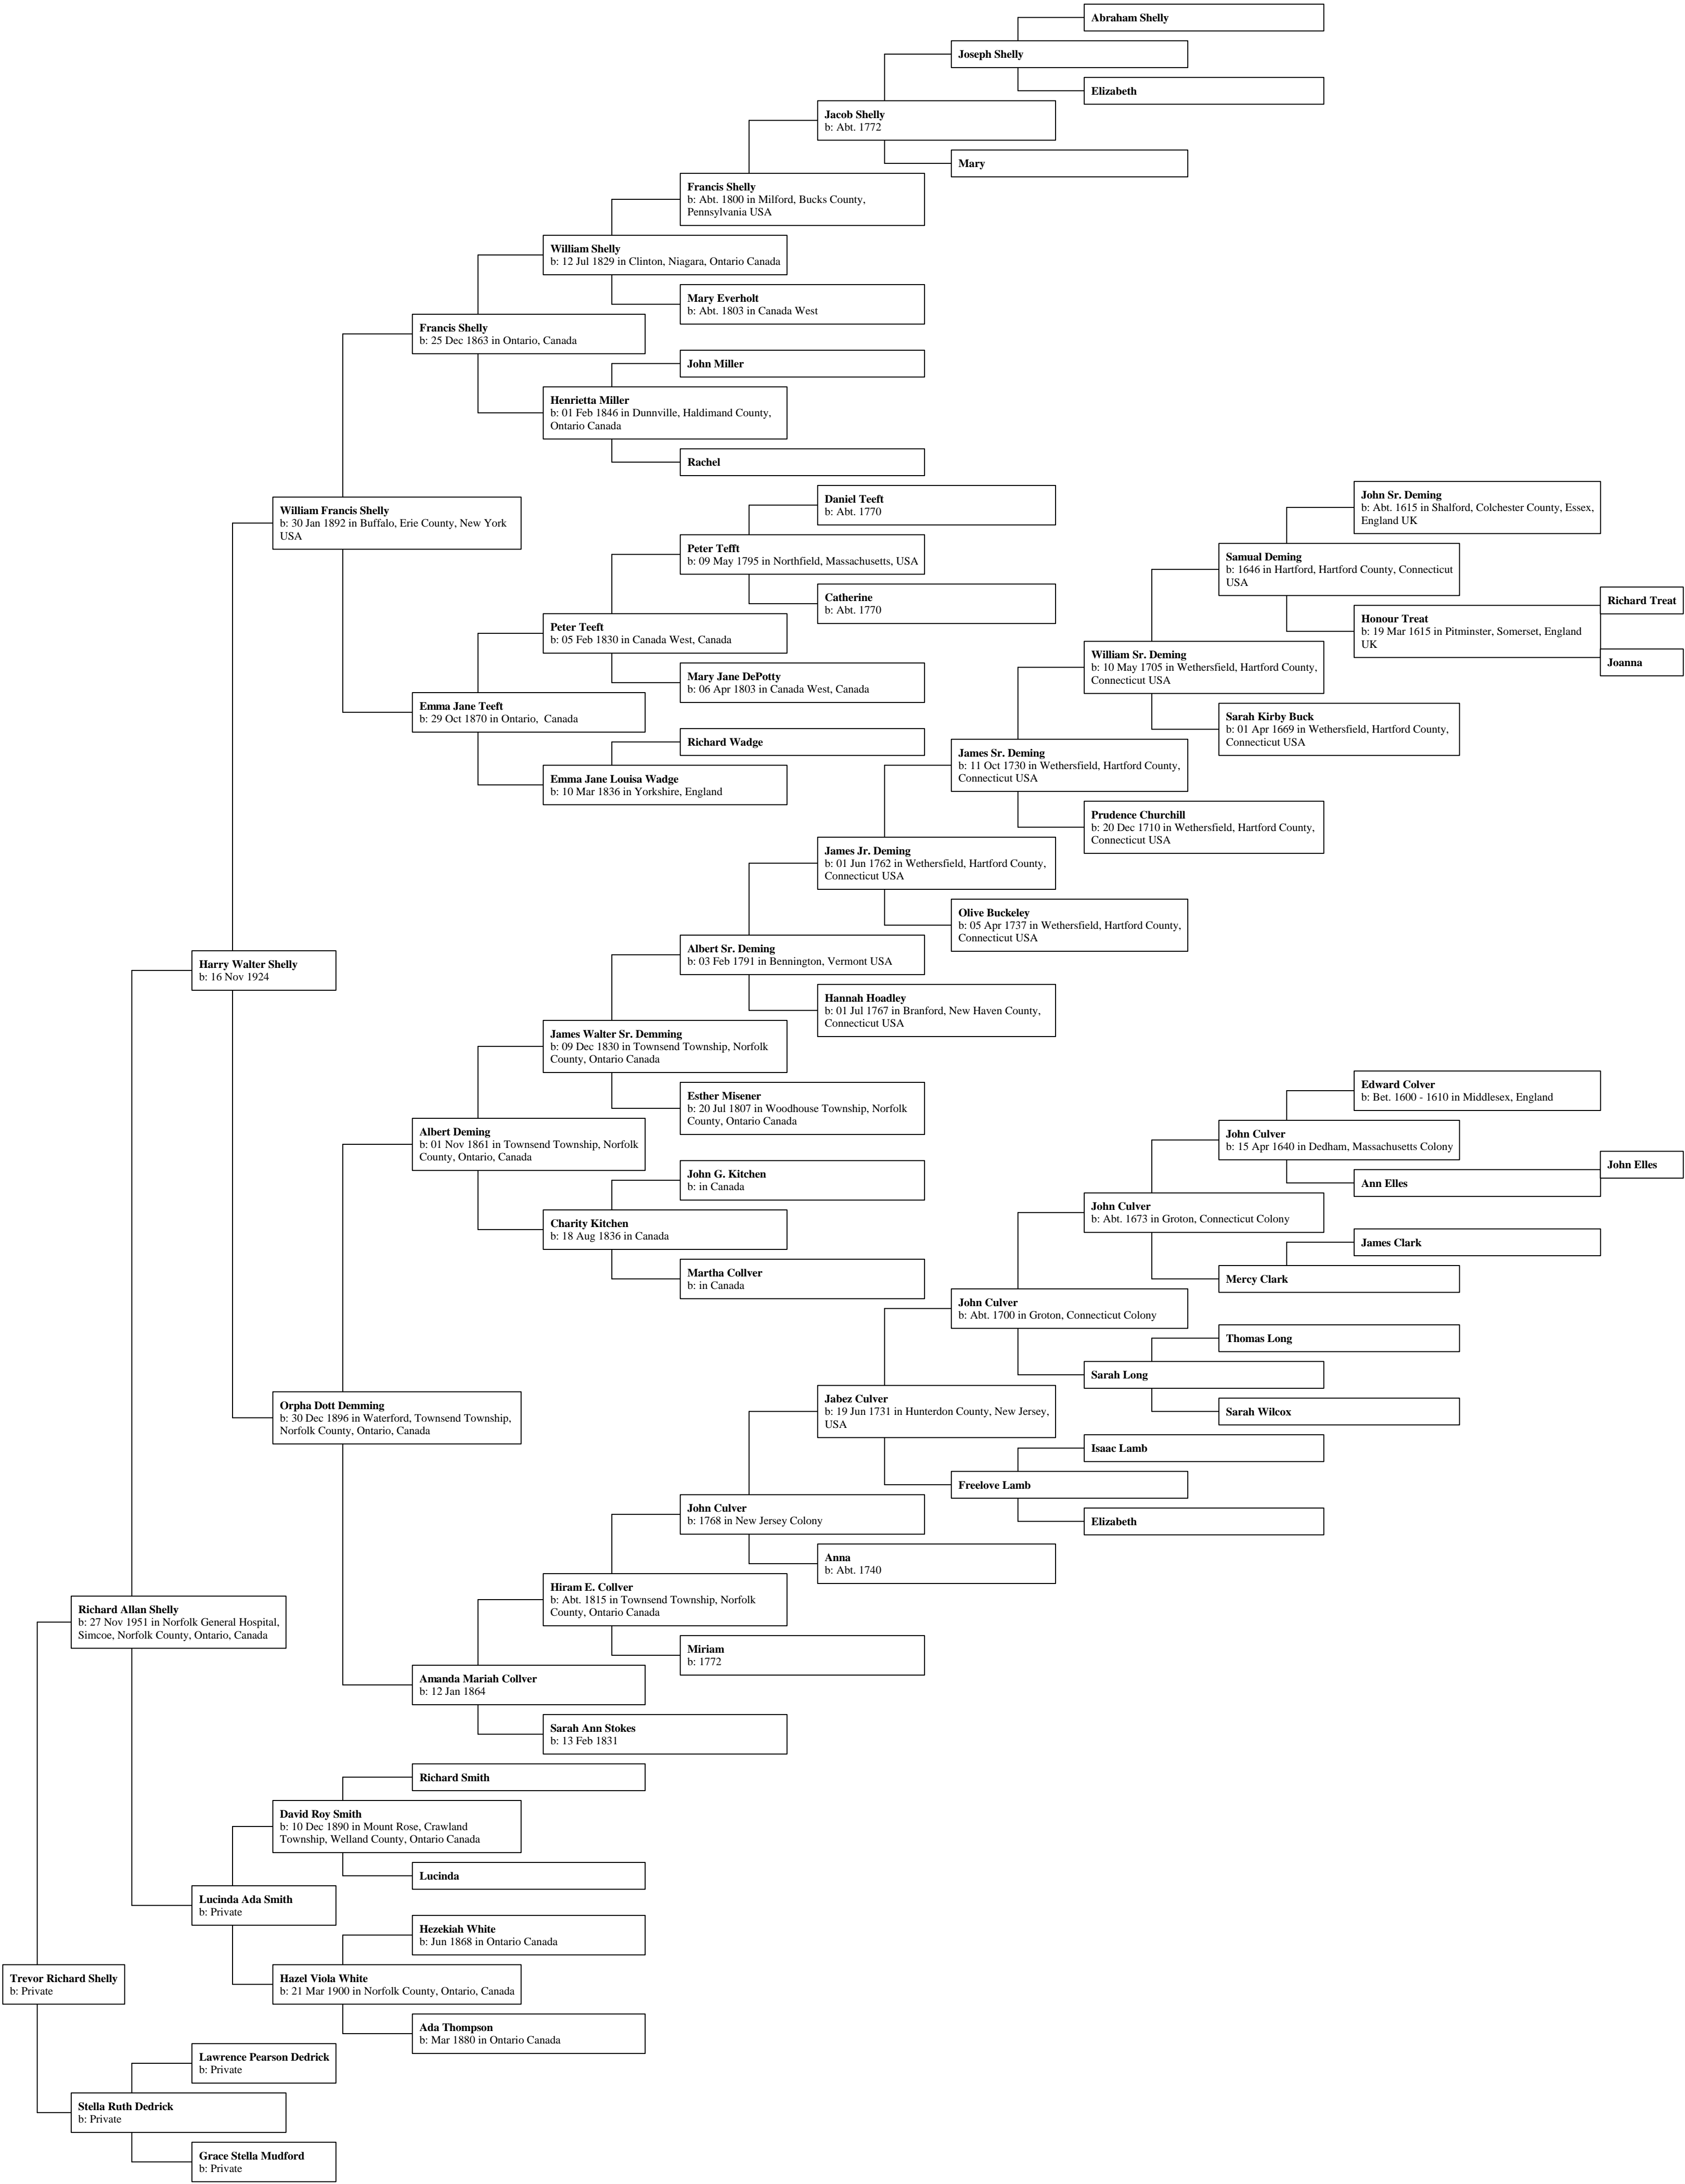 Abraham Shelly
Joseph Shelly
Elizabeth
Jacob Shelly
b: Abt. 1772
Mary
Francis Shelly
b: Abt. 1800 in Milford, Bucks County,
Pennsylvania USA
William Shelly
b: 12 Jul 1829 in Clinton, Niagara, Ontario Canada
Mary Everholt
b: Abt. 1803 in Canada West
Francis Shelly
b: 25 Dec 1863 in Ontario, Canada
John Miller
Henrietta Miller
b: 01 Feb 1846 in Dunnville, Haldimand County,
Ontario Canada
Rachel
William Francis Shelly
b: 30 Jan 1892 in Buffalo, Erie County, New York
USA
Daniel Teeft
b: Abt. 1770
Peter Tefft
b: 09 May 1795 in Northfield, Massachusetts, USA
Catherine
b: Abt. 1770
Peter Teeft
b: 05 Feb 1830 in Canada West, Canada
Mary Jane DePotty
b: 06 Apr 1803 in Canada West, Canada
Emma Jane Teeft
b: 29 Oct 1870 in Ontario,  Canada
Richard Wadge
Emma Jane Louisa Wadge
b: 10 Mar 1836 in Yorkshire, England
John Sr. Deming
b: Abt. 1615 in Shalford, Colchester County, Essex,
England UK
Samual Deming
b: 1646 in Hartford, Hartford County, Connecticut
USA
Richard Treat
Honour Treat
b: 19 Mar 1615 in Pitminster, Somerset, England
UK
Joanna
William Sr. Deming
b: 10 May 1705 in Wethersfield, Hartford County,
Connecticut USA
Sarah Kirby Buck
b: 01 Apr 1669 in Wethersfield, Hartford County,
Connecticut USA
James Sr. Deming
b: 11 Oct 1730 in Wethersfield, Hartford County,
Connecticut USA
Prudence Churchill
b: 20 Dec 1710 in Wethersfield, Hartford County,
Connecticut USA
James Jr. Deming
b: 01 Jun 1762 in Wethersfield, Hartford County,
Connecticut USA
Olive Buckeley
b: 05 Apr 1737 in Wethersfield, Hartford County,
Connecticut USA
Albert Sr. Deming
b: 03 Feb 1791 in Bennington, Vermont USA
Hannah Hoadley
b: 01 Jul 1767 in Branford, New Haven County,
Connecticut USA
Harry Walter Shelly
b: 16 Nov 1924
James Walter Sr. Demming
b: 09 Dec 1830 in Townsend Township, Norfolk
County, Ontario Canada
Esther Misener
b: 20 Jul 1807 in Woodhouse Township, Norfolk
County, Ontario Canada
Albert Deming
b: 01 Nov 1861 in Townsend Township, Norfolk
County, Ontario, Canada
John G. Kitchen
b: in Canada
Charity Kitchen
b: 18 Aug 1836 in Canada
Martha Collver
b: in Canada
Edward Colver
b: Bet. 1600 - 1610 in Middlesex, England
John Culver
b: 15 Apr 1640 in Dedham, Massachusetts Colony
John Elles
Ann Elles
John Culver
b: Abt. 1673 in Groton, Connecticut Colony
James Clark
Mercy Clark
John Culver
b: Abt. 1700 in Groton, Connecticut Colony
Thomas Long
Sarah Long
Sarah Wilcox
Orpha Dott Demming
b: 30 Dec 1896 in Waterford, Townsend Township,
Norfolk County, Ontario, Canada
Jabez Culver
b: 19 Jun 1731 in Hunterdon County, New Jersey,
USA
Isaac Lamb
Freelove Lamb
Elizabeth
John Culver
b: 1768 in New Jersey Colony
Anna
b: Abt. 1740
Hiram E. Collver
b: Abt. 1815 in Townsend Township, Norfolk
County, Ontario Canada
Miriam
b: 1772
Richard Allan Shelly
b: 27 Nov 1951 in Norfolk General Hospital,
Simcoe, Norfolk County, Ontario, Canada
Amanda Mariah Collver
b: 12 Jan 1864
Sarah Ann Stokes
b: 13 Feb 1831
Richard Smith
David Roy Smith
b: 10 Dec 1890 in Mount Rose, Crawland
Township, Welland County, Ontario Canada
Lucinda
Lucinda Ada Smith
b: Private
Hezekiah White
b: Jun 1868 in Ontario Canada
Hazel Viola White
b: 21 Mar 1900 in Norfolk County, Ontario, Canada
Ada Thompson
b: Mar 1880 in Ontario Canada
Trevor Richard Shelly
b: Private
Lawrence Pearson Dedrick
b: Private
Stella Ruth Dedrick
b: Private
Grace Stella Mudford
b: Private